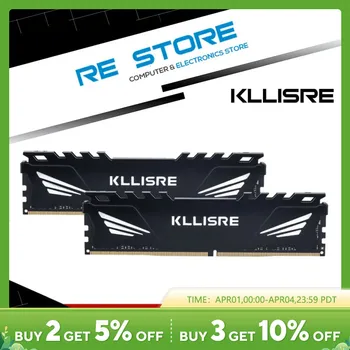 RE STORE
COMPUTER & ELECTRONICS STORE
KLLISRE
KLLISRE
KLLISRE
TIME: APR01,00:00-APR04,23:59 PDT
BUY 2 GET 5% OFF BUY 3 GET 10% OFF